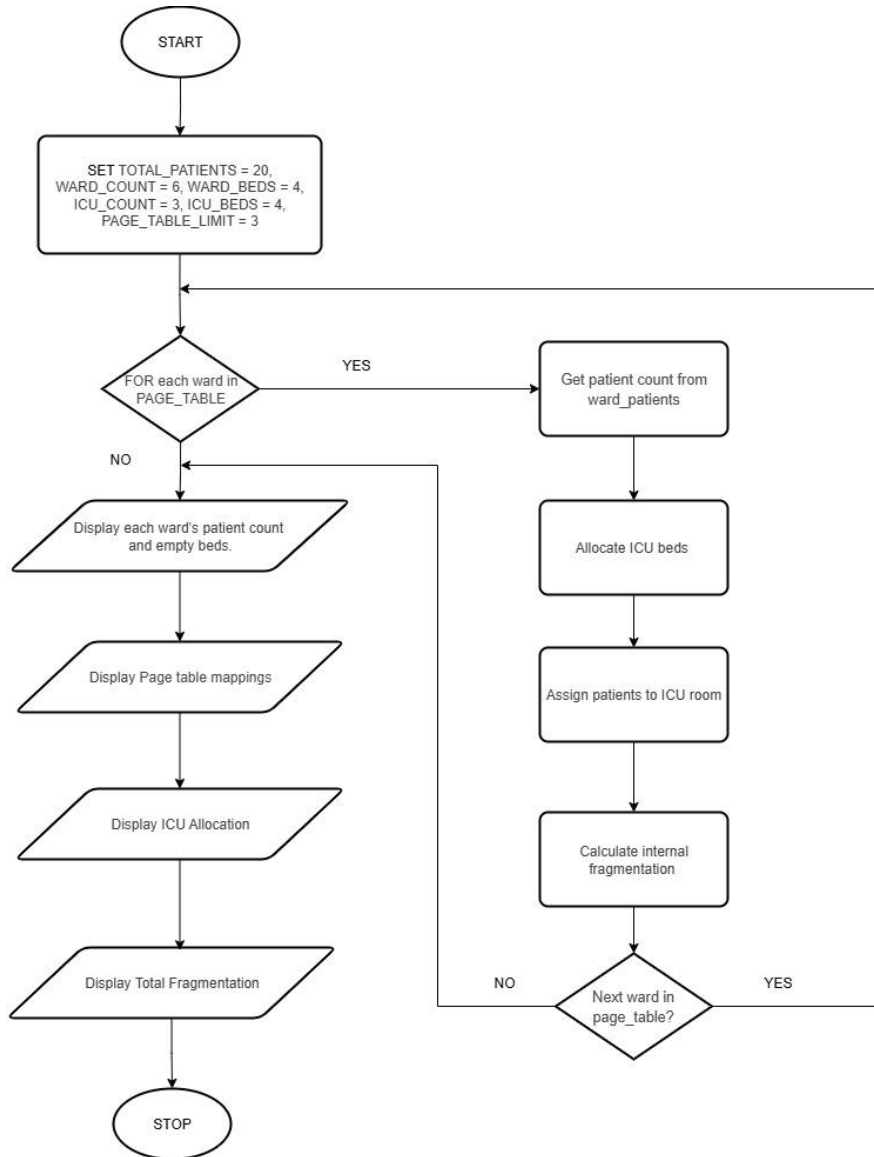 START
SET TOTAL_PATIENTS = 20,
WARD_COUNT = 6, WARD_BEDS = 4,
ICU_COUNT = 3, ICU_BEDS = 4,
PAGE_TABLE_LIMIT = 3
FOR each ward in
PAGE_TABLE
YES
Get patient count from
ward_patients
NO
Display each ward's patient count
and empty beds.
Allocate ICU beds
Display Page table mappings
Assign patients to ICU room
Display ICU Allocation
Calculate internal
fragmentation
Display Total Fragmentation
NO
Next ward in
page_table?
YES
STOP